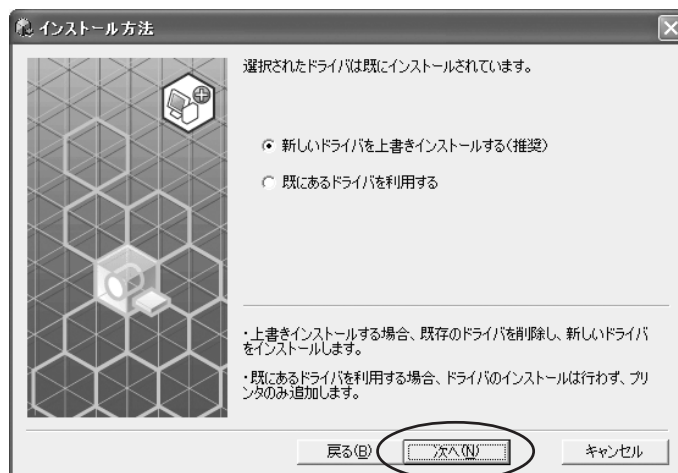 インストール方法
選択されたドライバは既にインストールされています。
新しいドライバを上書きインストールする(推奨)
既にあるドライバを利用する
・上書きインストールする場合、既存のドライバを削除し、新しいドライバ
をインストールします。
・既にあるドライバを利用する場合、ドライバのインストールは行わず、プリ
ンタのみ追加します。
戻る(B) 次へ(N) キャンセル